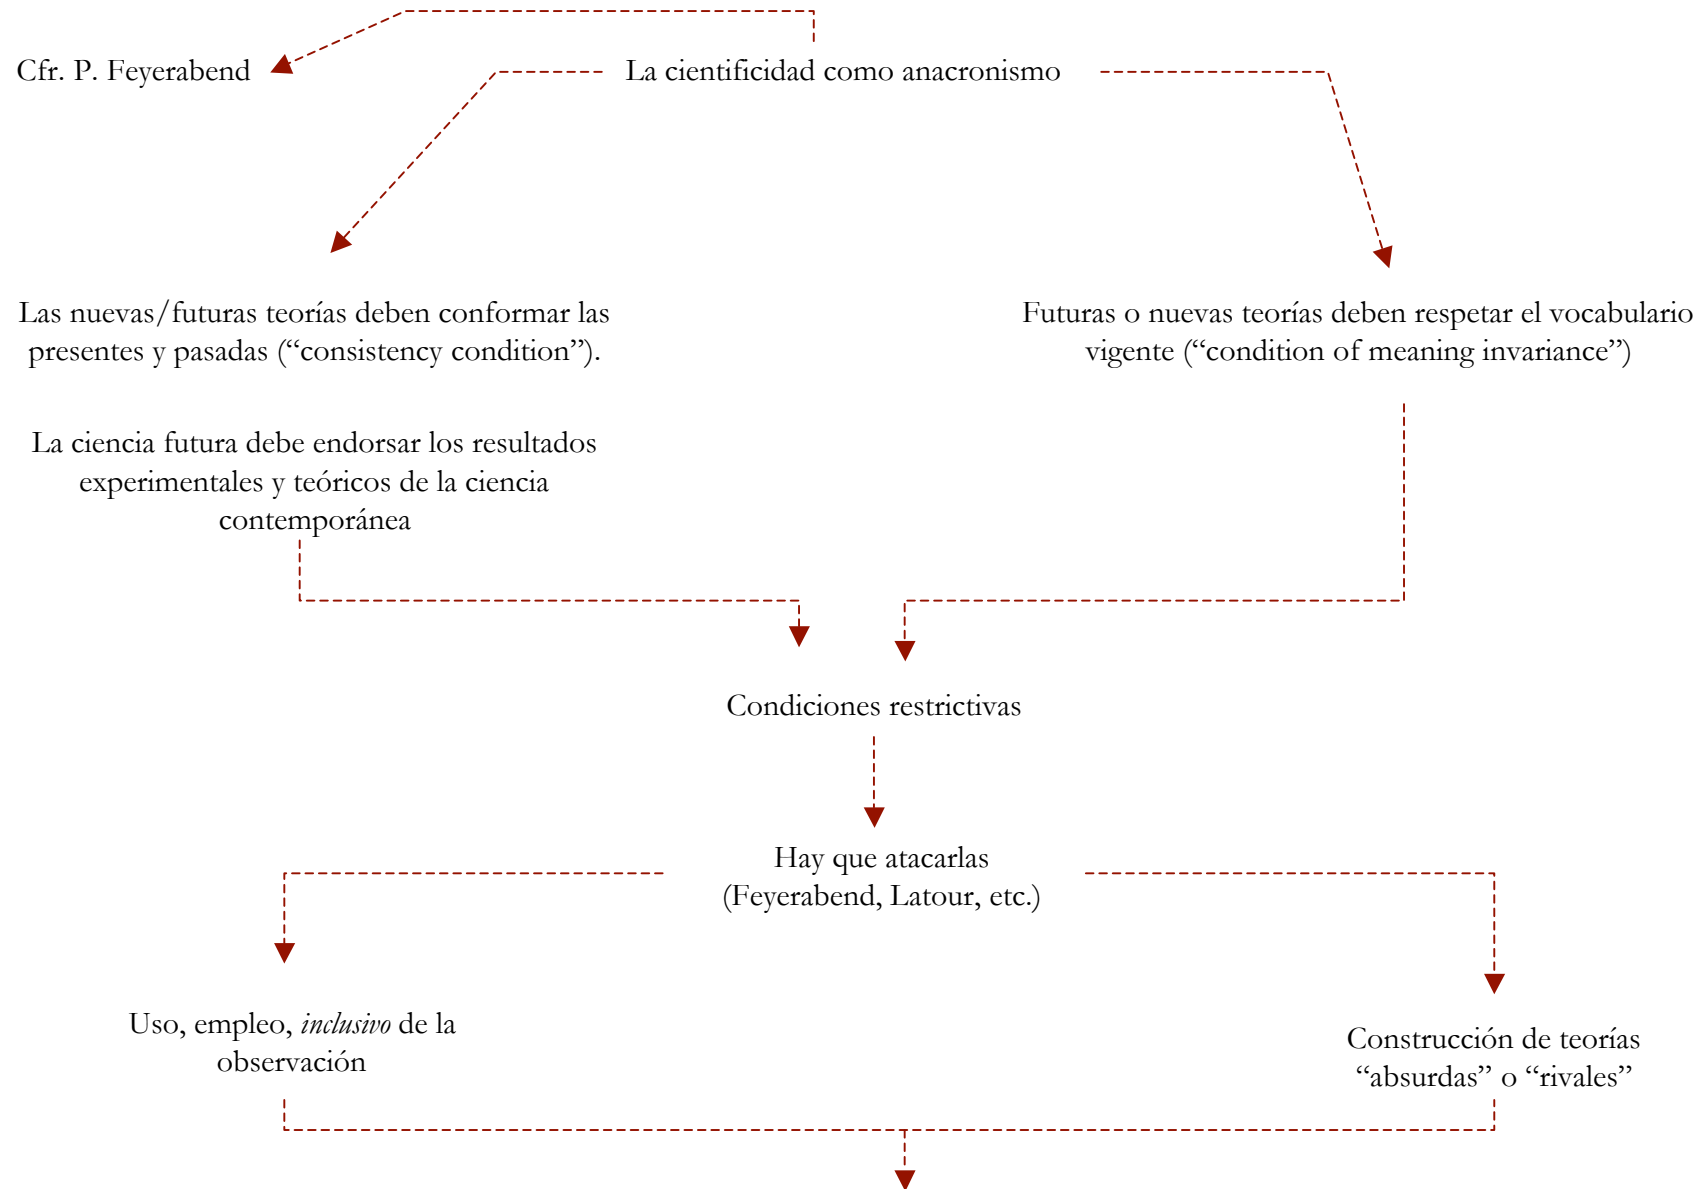 Cfr. P. Feyerabend
La cientificidad como anacronismo
Las nuevas/futuras teorías deben conformar las
presentes y pasadas (“consistency condition”).
Futuras o nuevas teorías deben respetar el vocabulario
vigente (“condition of meaning invariance”)
La ciencia futura debe endorsar los resultados
experimentales y teóricos de la ciencia
contemporánea
Condiciones restrictivas
Hay que atacarlas
(Feyerabend, Latour, etc.)
Uso, empleo, inclusivo de la
observación
Construcción de teorías
“absurdas” o “rivales”